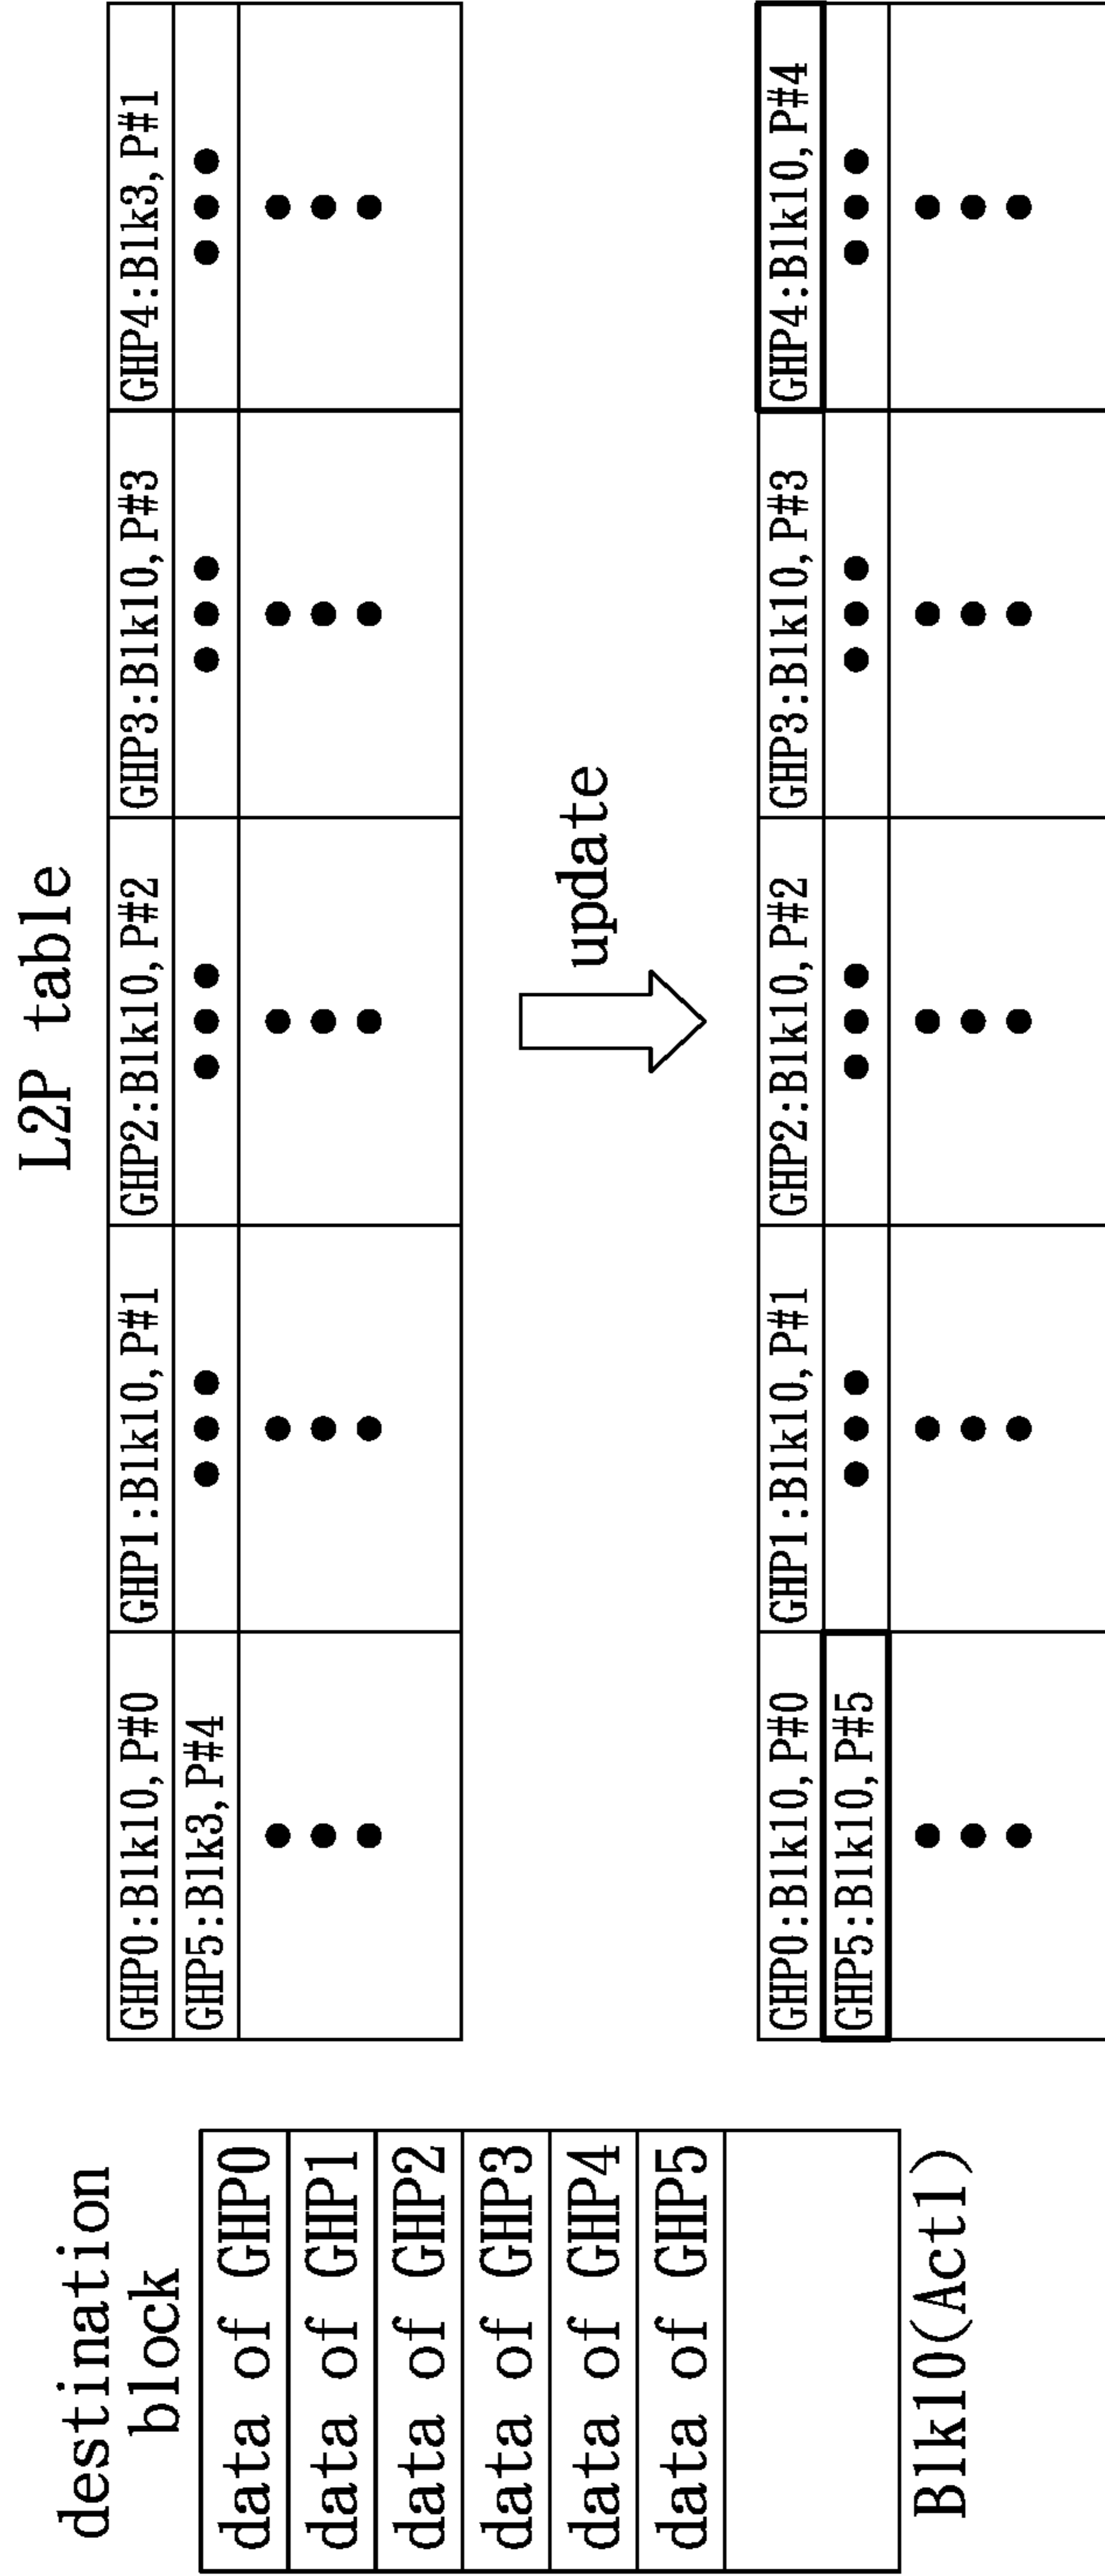 destination
block
data of GHP0
data of GHP1
data of GHP2
data of GHP3
data of GHP4
data of GHP5
Blk10(Act1)
L2P table
GHP0:Blk10, P#0 GHP1:Blk10, P#1 GHP2:Blk10, P#2 GHP3:Blk10, P#3 GHP4:Blk3, P#1
GHP5:Blk3, P#4
update
GHP0:Blk10, P#0 GHP1:Blk10, P#1 GHP2:Blk10, P#2 GHP3:Blk10, P#3 GHP4:Blk10, P#4
GHP5:Blk10, P#5